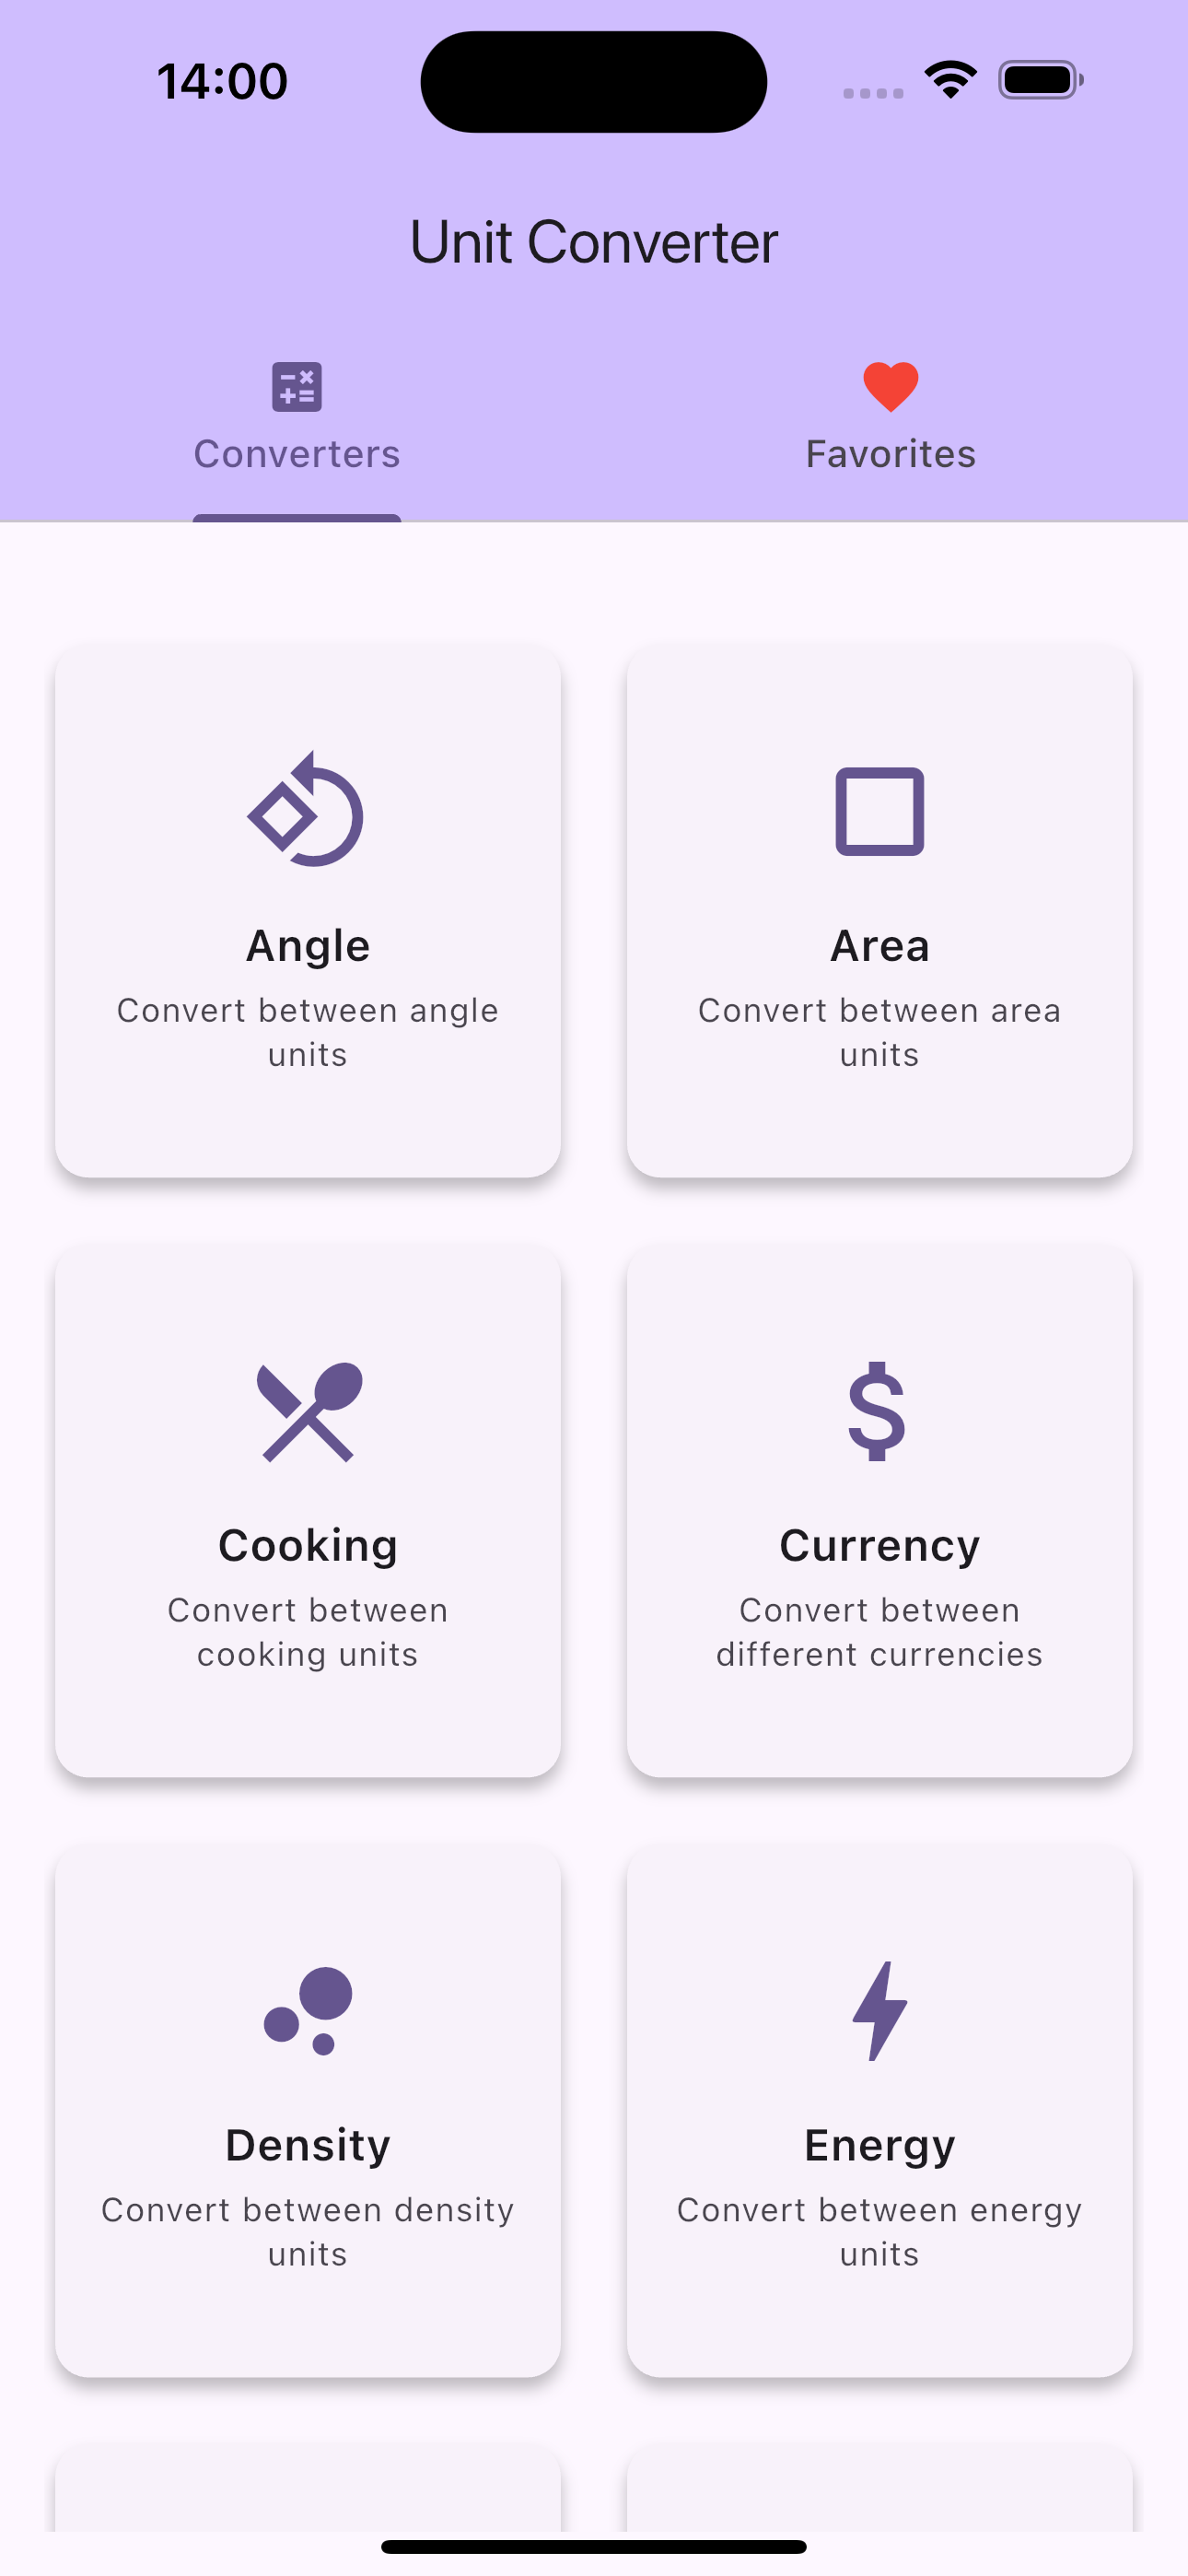 14:00
Unit Converter
Converters
Favorites
Angle
Convert between angle
units
Area
Convert between area
units
Cooking
Convert between
cooking units
Currency
Convert between
different currencies
Density
Convert between density
units
Energy
Convert between energy
units